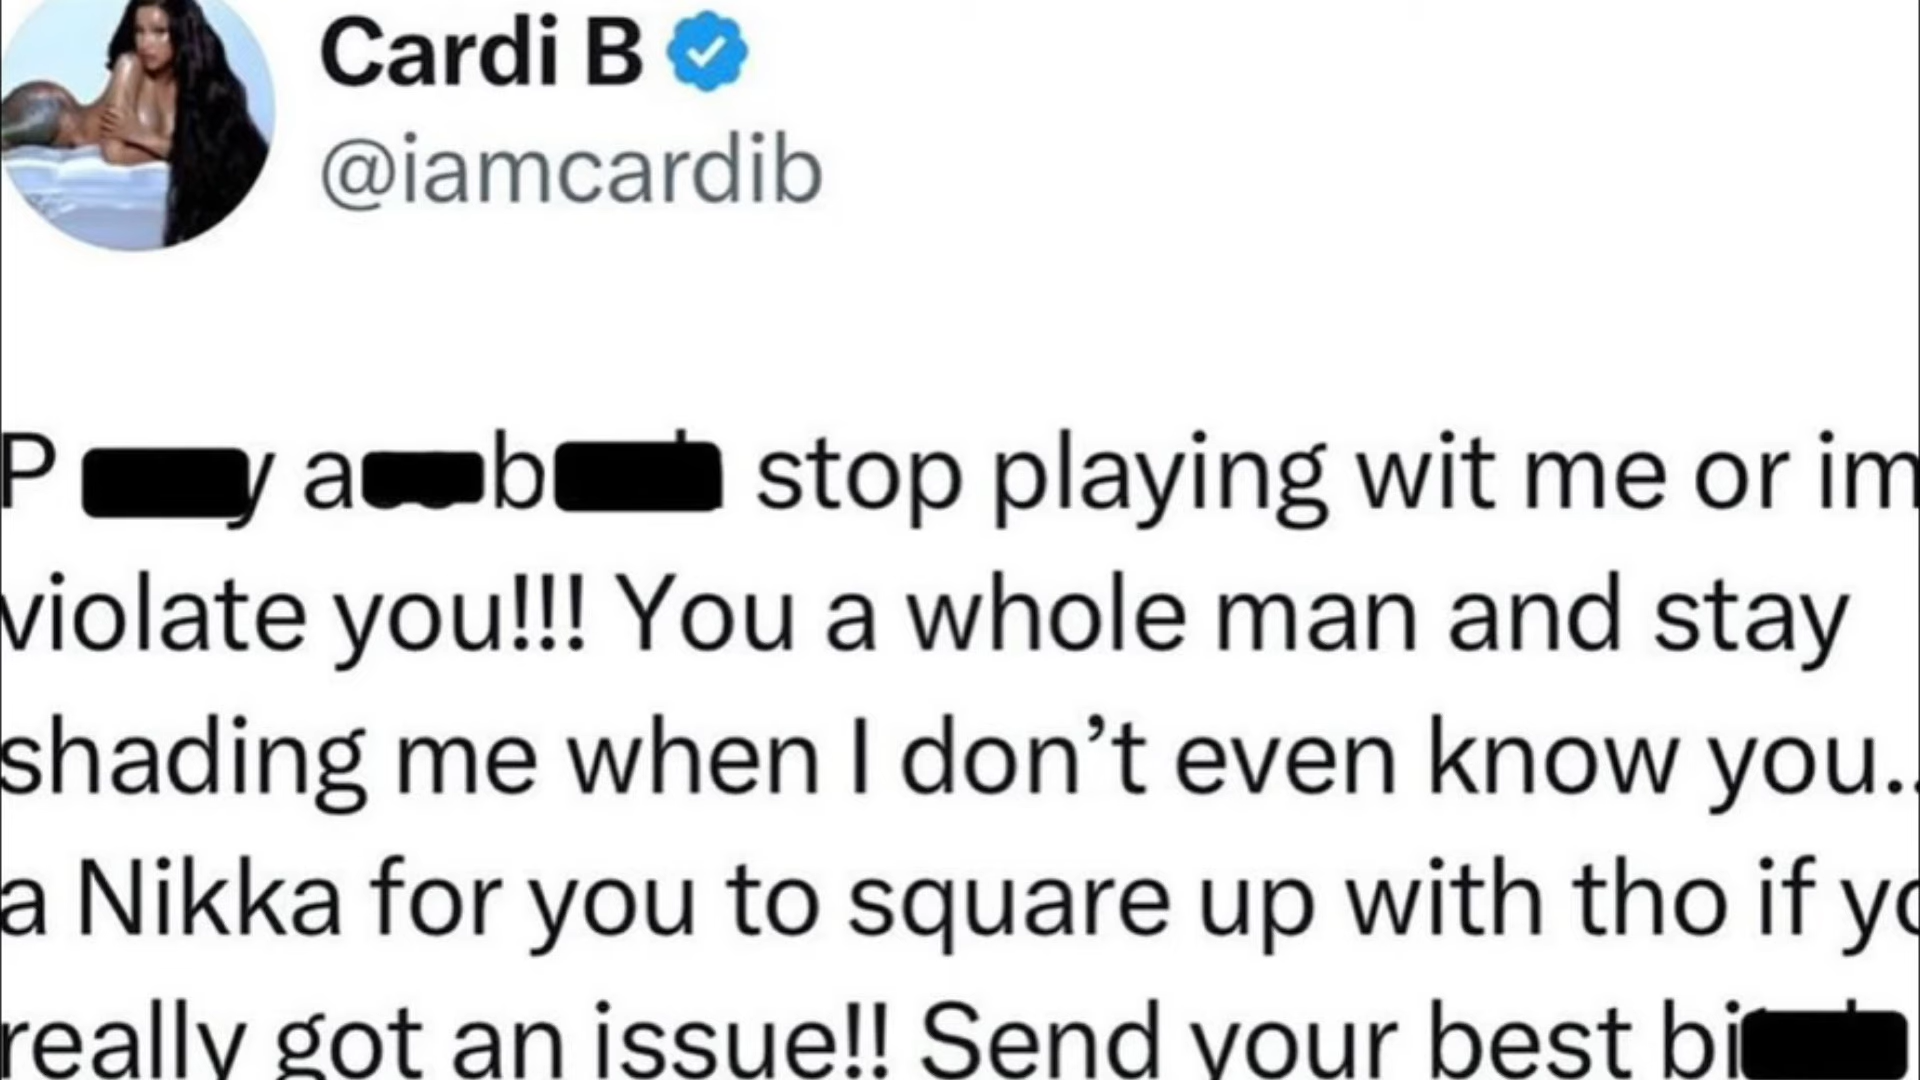 Cardi B
@iamcardib
stop playing wit me or im
violate you!!! You a whole man and stay
shading me when I don’t even know you..
a Nikka for you to square up with tho if yo
really got an issue!! Send your best